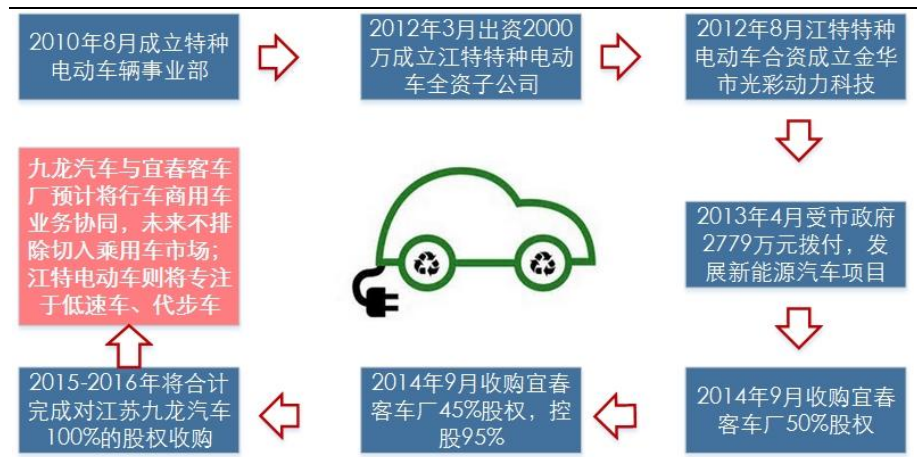 2010年8月成立特种
电动车辆事业部
2012年3月出资2000
万成立江特特种电动
车全资子公司
2012年8月江特特种
电动车合资成立金华
市光彩动力科技
2013年4月受市政府
2779万元拨付，发
展新能源汽车项目
2014年9月收购宜春
客车厂50%股权
2014年9月收购宜春
客车厂45%股权，控
股95%
2015-2016年将合计
完成对江苏九龙汽车
100%的股权收购
九龙汽车与宜春客车
厂预计将行车商用车
业务协同，未来不排
除切入乘用车市场；
江特电动车则将专注
于低速车、代步车